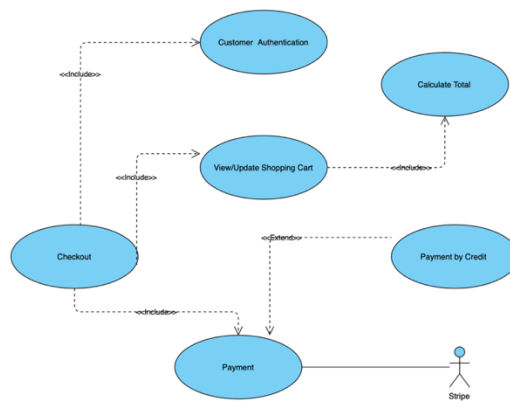 Customer Authentication
<<Include>>
Calculate Total
View/Update Shopping Cart
<<Include>>
<<Include>>
<<Extend>>
Checkout
Payment by Credit
<<Include>>
Payment
Stripe